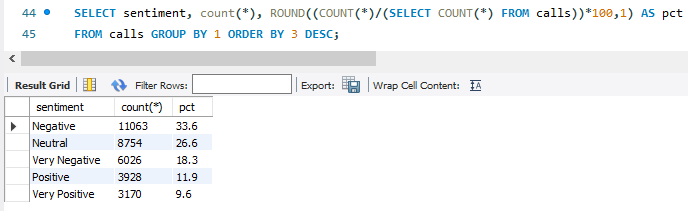 44 SELECT sentiment, count(*), ROUND((COUNT(*)/(SELECT COUNT(*) FROM calls))*100,1) AS pct
45 FROM calls GROUP BY 1 ORDER BY 3 DESC;
Result Grid Filter Rows: Export: Wrap Cell Content:
sentiment count(*) pct
Negative 11063 33.6
Neutral 8754 26.6
Very Negative 6026 18.3
Positive 3928 11.9
Very Positive 3170 9.6